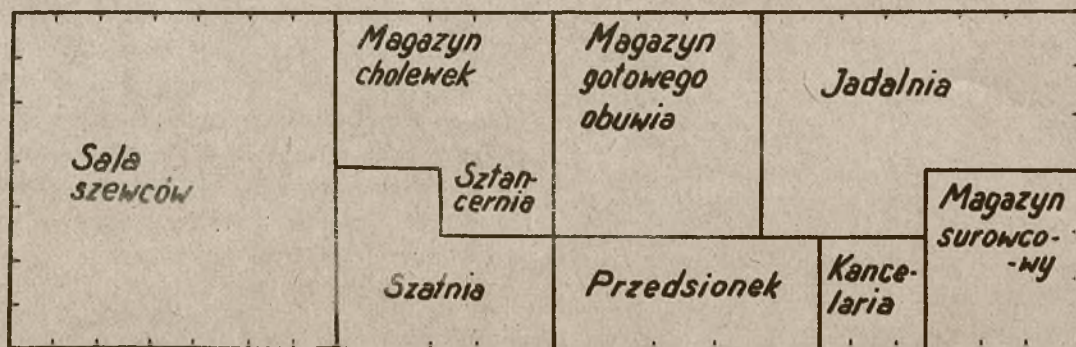 Magazyn
cholewek
Magazyn
gotowego
obuwia
Jadalnia
Sala
szewców
Sztan-
cernia
Magazyn
surowco-
-wy
Szatnia
Przedsionek
Kance-
laria